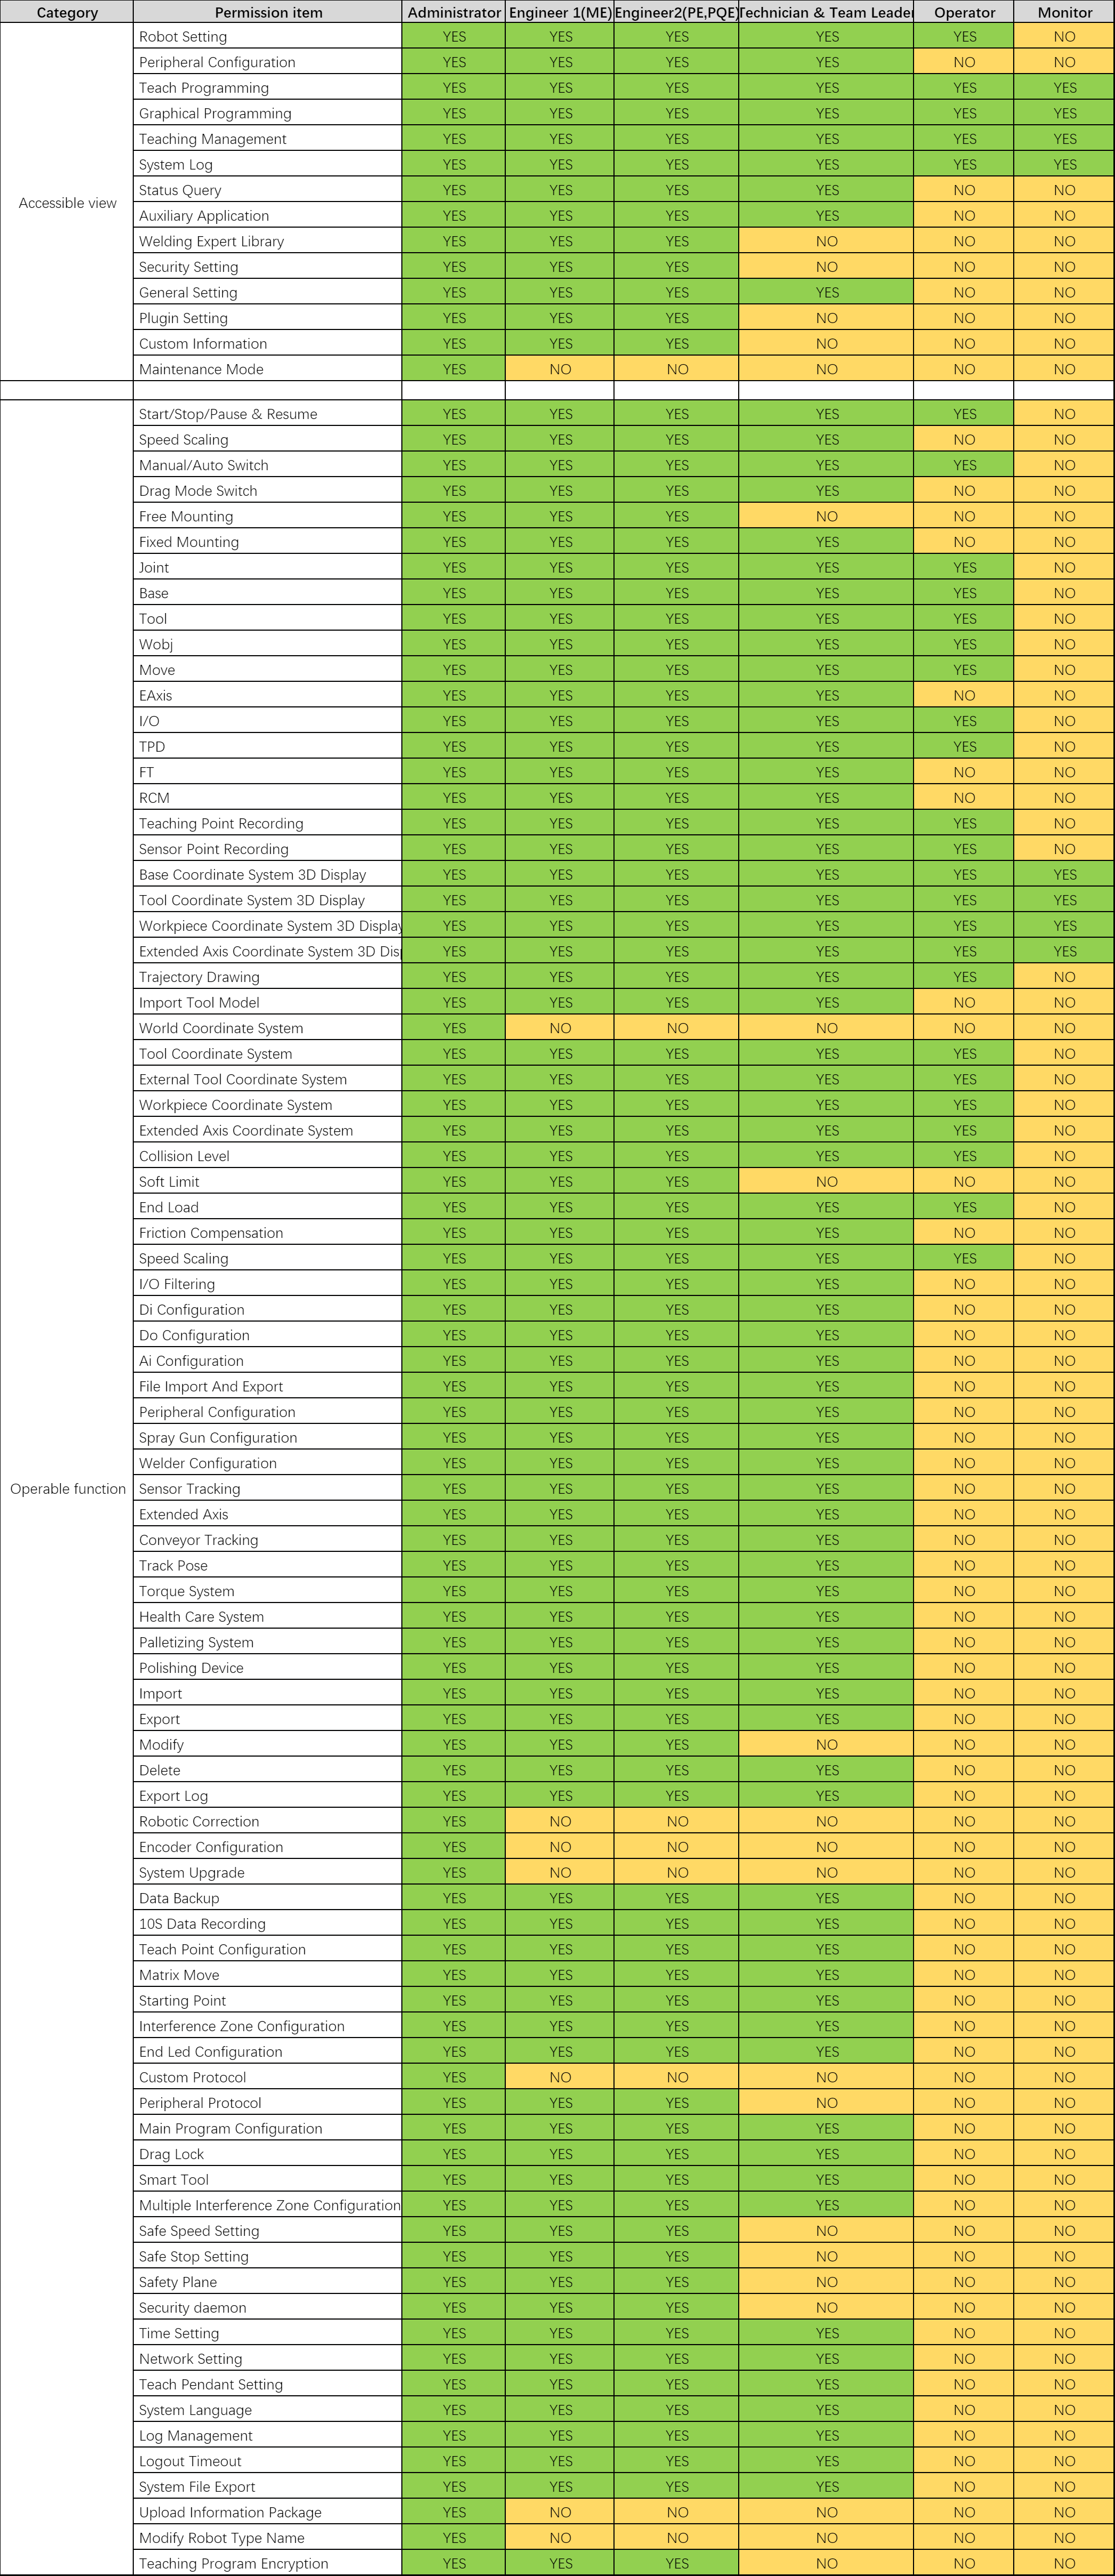 Category Permission item Administrator Engineer 1(ME) Engineer2(PE,PQE) Technician & Team Leader Operator Monitor
Accessible view
Robot Setting YES YES YES YES YES NO
Peripheral Configuration YES YES YES YES NO NO
Teach Programming YES YES YES YES YES YES
Graphical Programming YES YES YES YES YES YES
Teaching Management YES YES YES YES YES YES
System Log YES YES YES YES YES YES
Status Query YES YES YES YES NO NO
Auxiliary Application YES YES YES YES NO NO
Welding Expert Library YES YES YES NO NO NO
Security Setting YES YES YES NO NO NO
General Setting YES YES YES YES NO NO
Plugin Setting YES YES YES NO NO NO
Custom Information YES YES YES NO NO NO
Maintenance Mode YES NO NO NO NO NO
Operable function
Start/Stop/Pause & Resume YES YES YES YES YES NO
Speed Scaling YES YES YES YES NO NO
Manual/Auto Switch YES YES YES YES YES NO
Drag Mode Switch YES YES YES YES NO NO
Free Mounting YES YES YES NO NO NO
Fixed Mounting YES YES YES YES NO NO
Joint YES YES YES YES YES NO
Base YES YES YES YES YES NO
Tool YES YES YES YES YES NO
Wobj YES YES YES YES YES NO
Move YES YES YES YES YES NO
EAxis YES YES YES YES NO NO
I/O YES YES YES YES YES NO
TPD YES YES YES YES YES NO
FT YES YES YES YES NO NO
RCM YES YES YES YES NO NO
Teaching Point Recording YES YES YES YES YES NO
Sensor Point Recording YES YES YES YES YES NO
Base Coordinate System 3D Display YES YES YES YES YES YES
Tool Coordinate System 3D Display YES YES YES YES YES YES
Workpiece Coordinate System 3D Display YES YES YES YES YES YES
Extended Axis Coordinate System 3D Disp YES YES YES YES YES YES
Trajectory Drawing YES YES YES YES YES NO
Import Tool Model YES YES YES YES NO NO
World Coordinate System YES NO NO NO NO NO
Tool Coordinate System YES YES YES YES YES NO
External Tool Coordinate System YES YES YES YES YES NO
Workpiece Coordinate System YES YES YES YES YES NO
Extended Axis Coordinate System YES YES YES YES YES NO
Collision Level YES YES YES YES YES NO
Soft Limit YES YES YES NO NO NO
End Load YES YES YES YES YES NO
Friction Compensation YES YES YES YES NO NO
Speed Scaling YES YES YES YES YES NO
I/O Filtering YES YES YES YES NO NO
Di Configuration YES YES YES YES NO NO
Do Configuration YES YES YES YES NO NO
Ai Configuration YES YES YES YES NO NO
File Import And Export YES YES YES YES NO NO
Peripheral Configuration YES YES YES YES NO NO
Spray Gun Configuration YES YES YES YES NO NO
Welder Configuration YES YES YES YES NO NO
Sensor Tracking YES YES YES YES NO NO
Extended Axis YES YES YES YES NO NO
Conveyor Tracking YES YES YES YES NO NO
Track Pose YES YES YES YES NO NO
Torque System YES YES YES YES NO NO
Health Care System YES YES YES YES NO NO
Palletizing System YES YES YES YES NO NO
Polishing Device YES YES YES YES NO NO
Import YES YES YES YES NO NO
Export YES YES YES YES NO NO
Modify YES YES YES NO NO NO
Delete YES YES YES YES NO NO
Export Log YES YES YES YES NO NO
Robotic Correction YES NO NO NO NO NO
Encoder Configuration YES NO NO NO NO NO
System Upgrade YES NO NO NO NO NO
Data Backup YES YES YES YES NO NO
10S Data Recording YES YES YES YES NO NO
Teach Point Configuration YES YES YES YES NO NO
Matrix Move YES YES YES YES NO NO
Starting Point YES YES YES YES NO NO
Interference Zone Configuration YES YES YES YES NO NO
End Led Configuration YES YES YES YES NO NO
Custom Protocol YES NO NO NO NO NO
Peripheral Protocol YES YES YES NO NO NO
Main Program Configuration YES YES YES YES NO NO
Drag Lock YES YES YES YES NO NO
Smart Tool YES YES YES YES NO NO
Multiple Interference Zone Configuration YES YES YES YES NO NO
Safe Speed Setting YES YES YES NO NO NO
Safe Stop Setting YES YES YES NO NO NO
Safety Plane YES YES YES NO NO NO
Security daemon YES YES YES NO NO NO
Time Setting YES YES YES YES NO NO
Network Setting YES YES YES YES NO NO
Teach Pendant Setting YES YES YES YES NO NO
System Language YES YES YES YES NO NO
Log Management YES YES YES YES NO NO
Logout Timeout YES YES YES YES NO NO
System File Export YES YES YES YES NO NO
Upload Information Package YES NO NO NO NO NO
Modify Robot Type Name YES NO NO NO NO NO
Teaching Program Encryption YES YES YES NO NO NO